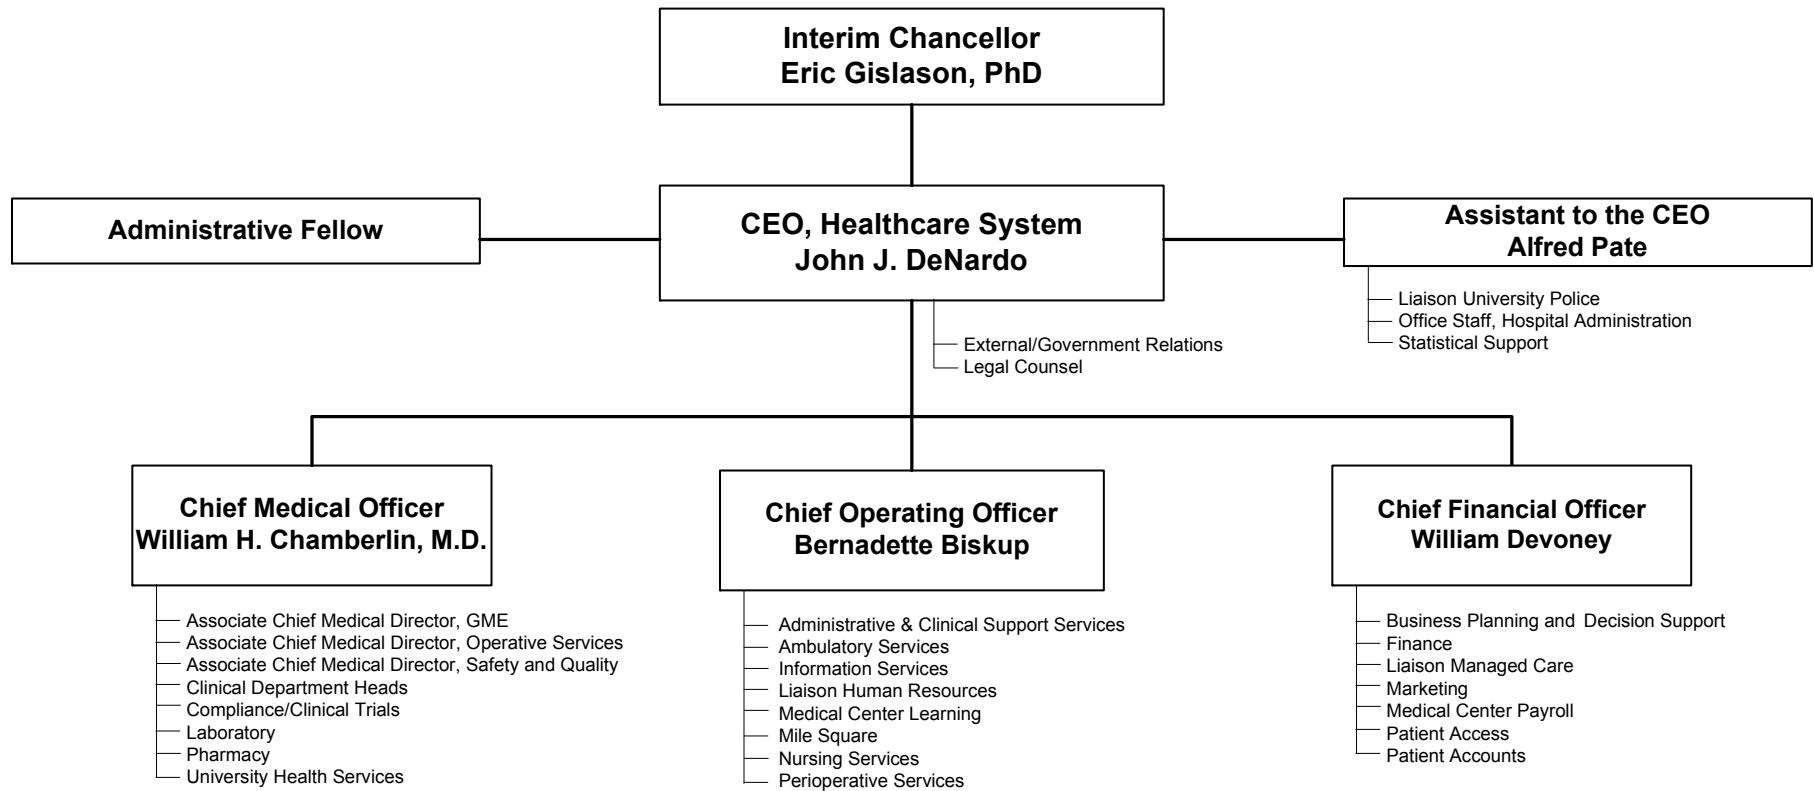 Interim Chancellor
Eric Gislason, PhD
Administrative Fellow
CEO, Healthcare System
John J. DeNardo
Assistant to the CEO
Alfred Pate
External/Government Relations
Legal Counsel
Liaison University Police
Office Staff, Hospital Administration
Statistical Support
Chief Medical Officer
William H. Chamberlin, M.D.
Associate Chief Medical Director, GME
Associate Chief Medical Director, Operative Services
Associate Chief Medical Director, Safety and Quality
Clinical Department Heads
Compliance/Clinical Trials
Laboratory
Pharmacy
University Health Services
Chief Operating Officer
Bernadette Biskup
Administrative & Clinical Support Services
Ambulatory Services
Information Services
Liaison Human Resources
Medical Center Learning
Mile Square
Nursing Services
Perioperative Services
Chief Financial Officer
William Devoney
Business Planning and Decision Support
Finance
Liaison Managed Care
Marketing
Medical Center Payroll
Patient Access
Patient Accounts